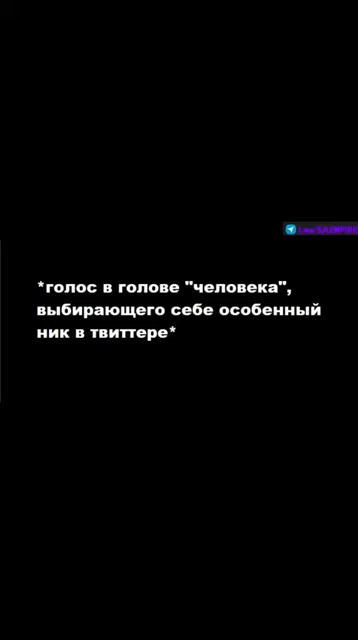 *голос в голове "человека",
выбирающего себе особенный
ник в твиттере*